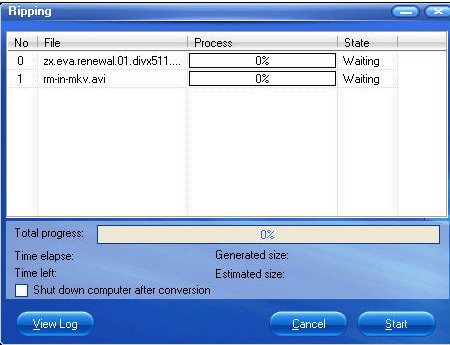 Ripping
No File Process State
0 zx.eva.renewal.01.divx511.... 0% Waiting
1 rm-in-mkv.avi 0% Waiting
Total progress: 0%
Time elapse: Generated size:
Time left: Estimated size:
Shut down computer after conversion
View Log Cancel Start